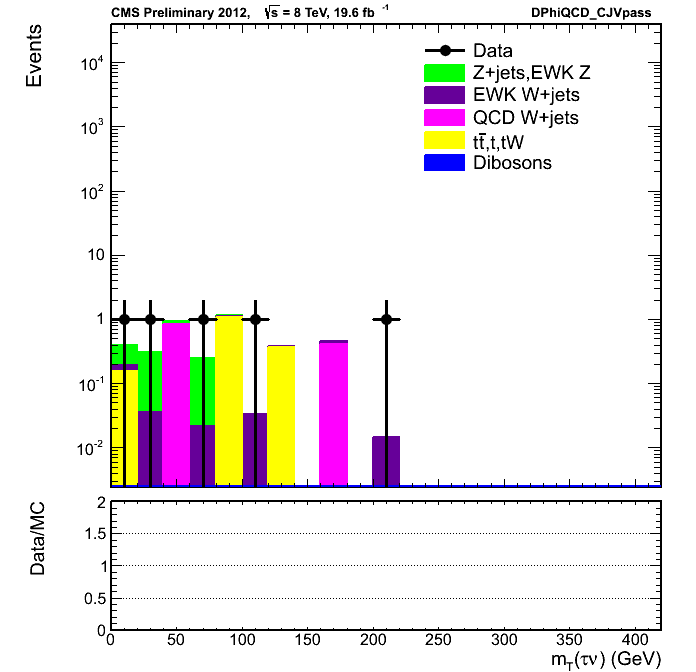 CMS Preliminary 2012, √s = 8 TeV, 19.6 fb⁻¹ DPhiQCD_CJVpass
Events
Data
Z+jets,EWK Z
EWK W+jets
QCD W+jets
tt̅,t,tW
Dibosons
10⁴
10³
10²
10
1
10⁻¹
10⁻²
Data/MC
2
1.5
1
0.5
0
0 50 100 150 200 250 300 350 400
m_T(τν) (GeV)